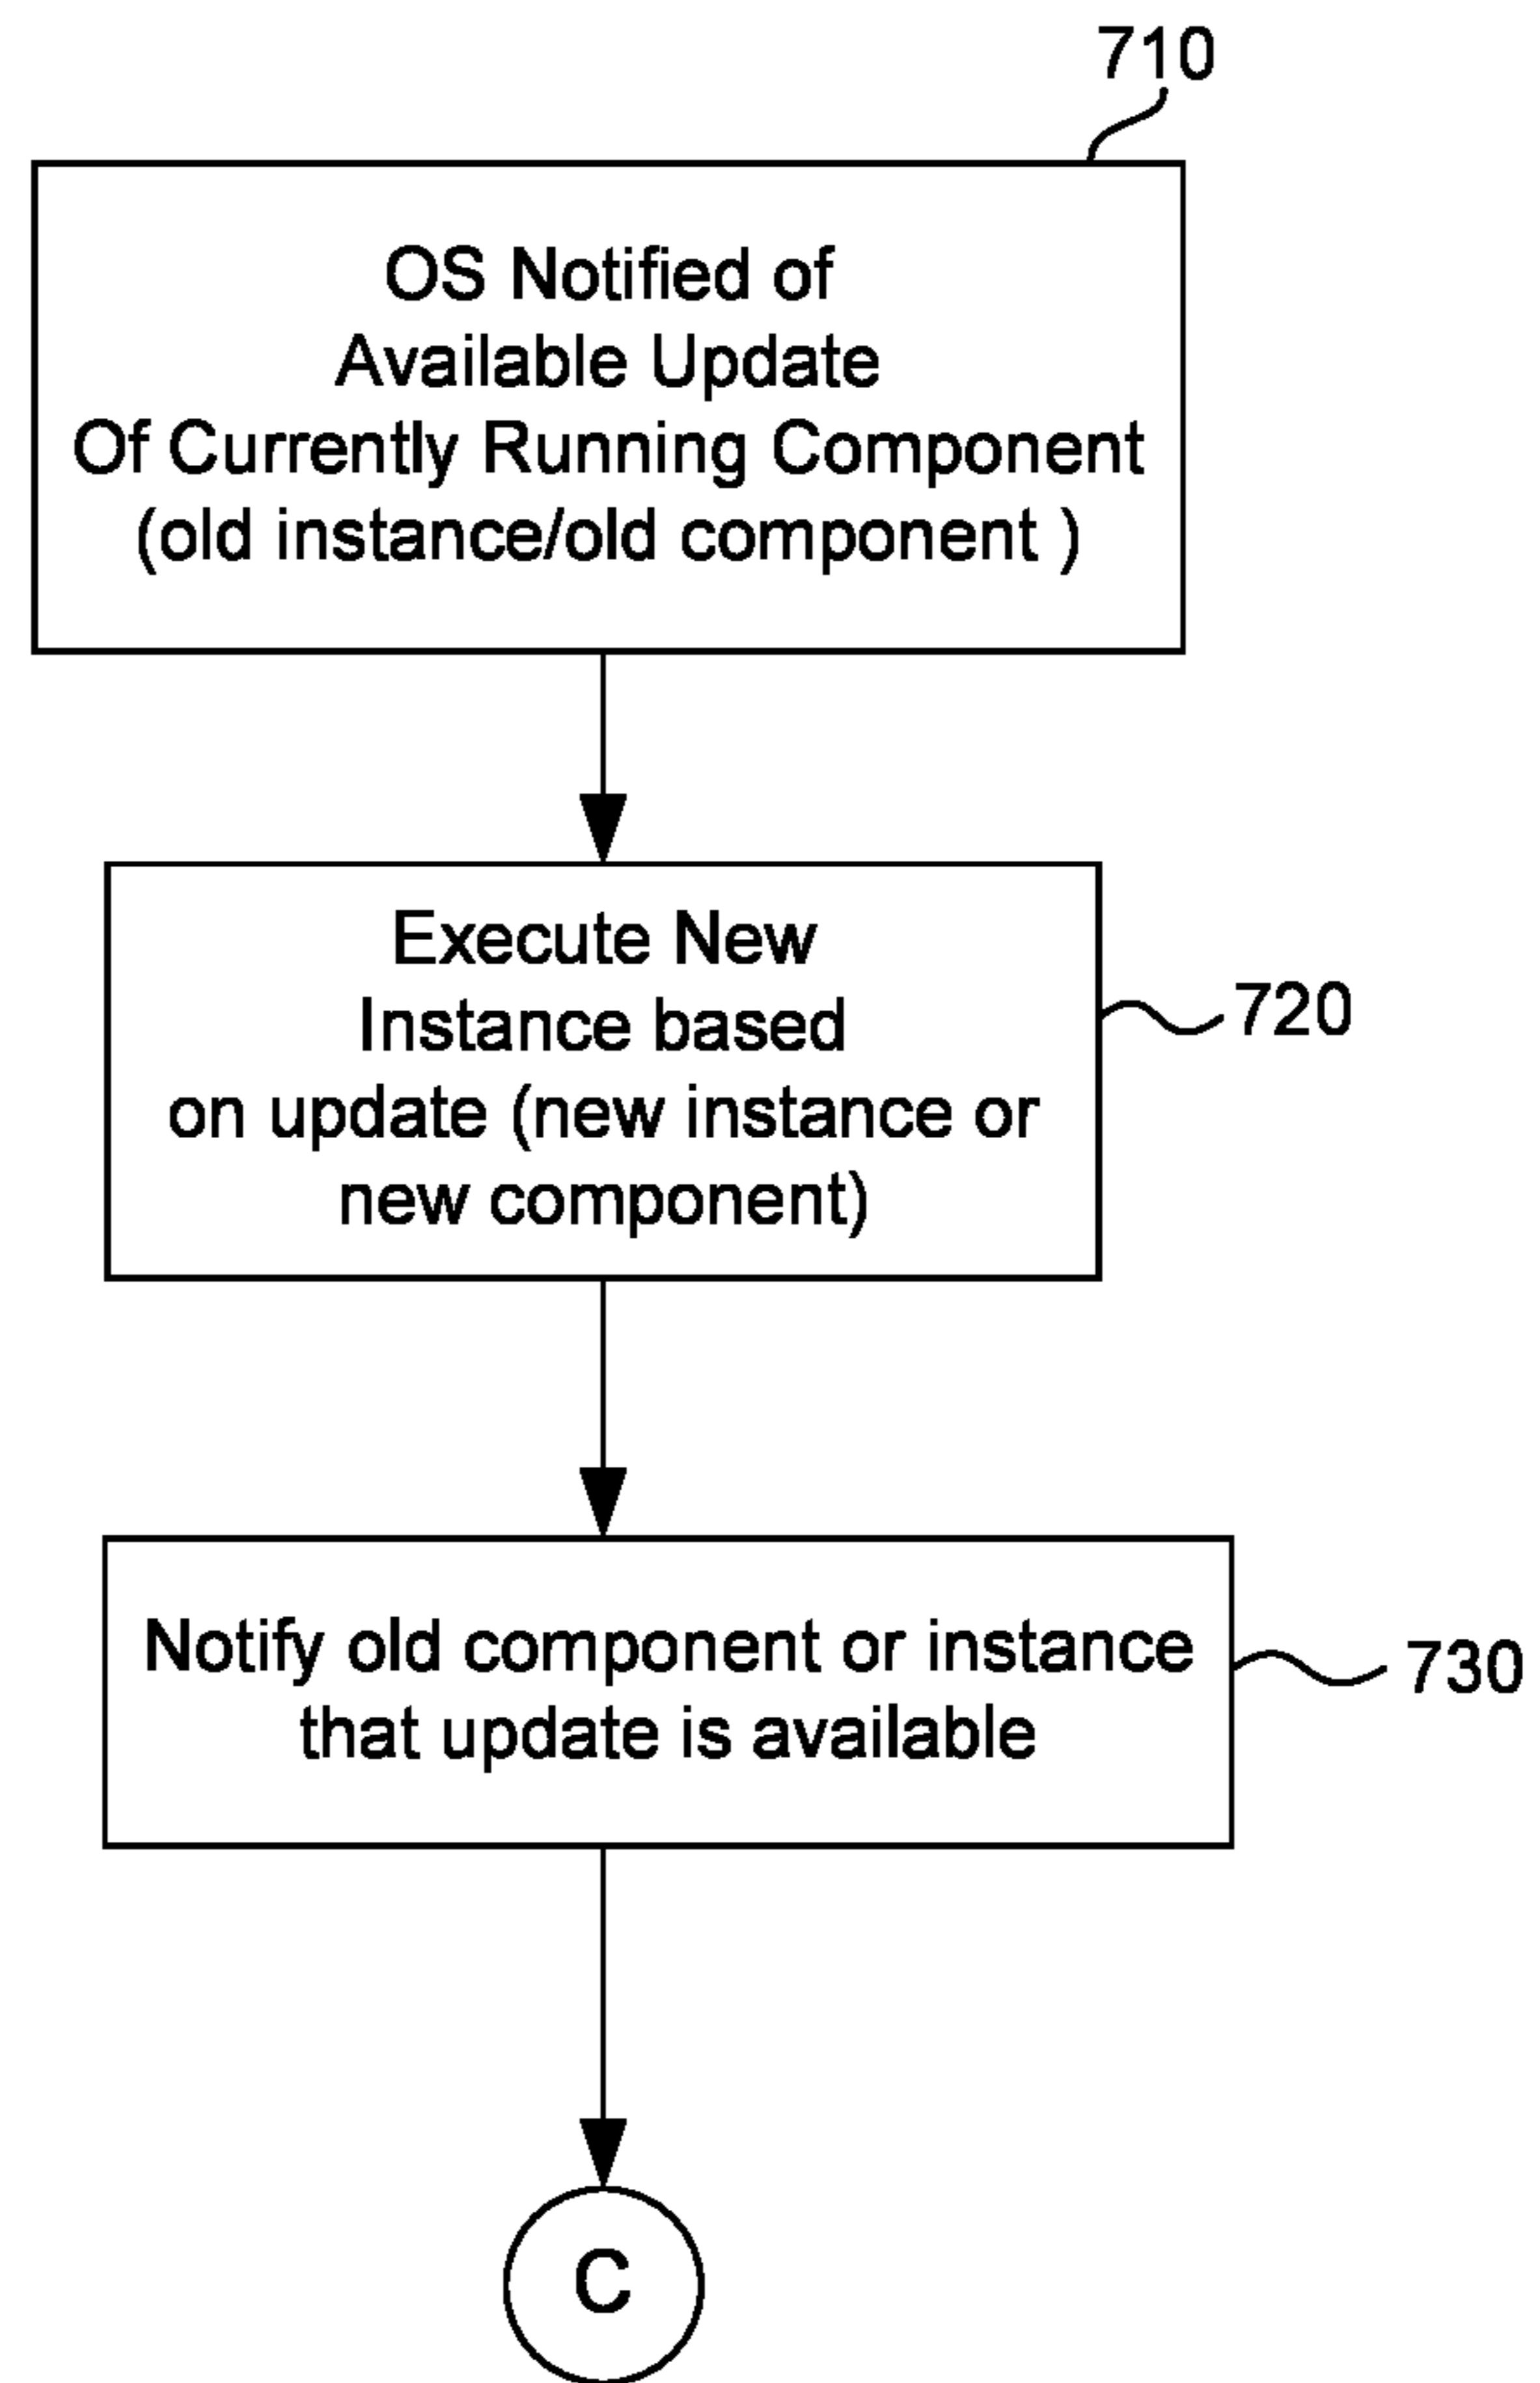 710
OS Notified of
Available Update
Of Currently Running Component
(old instance/old component )
Execute New
Instance based
on update (new instance or
new component)
720
Notify old component or instance
that update is available
730
C